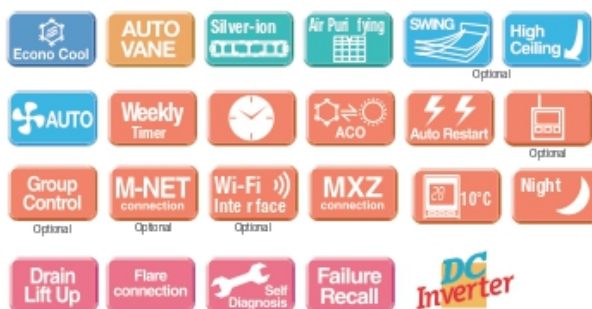 Econo Cool
AUTO
VANE
Silver-ion
Air Puri fying
SWING
High
Ceiling
Optional
AUTO
Weekly
Timer
ACO
Auto Restart
Optional
Group
Control
Optional
M-NET
connection
Optional
Wi-Fi
Inte r face
Optional
MXZ
connection
28
10°C
Night
Drain
Lift Up
Flare
connection
Self
Diagnosis
Failure
Recall
DC
Inverter